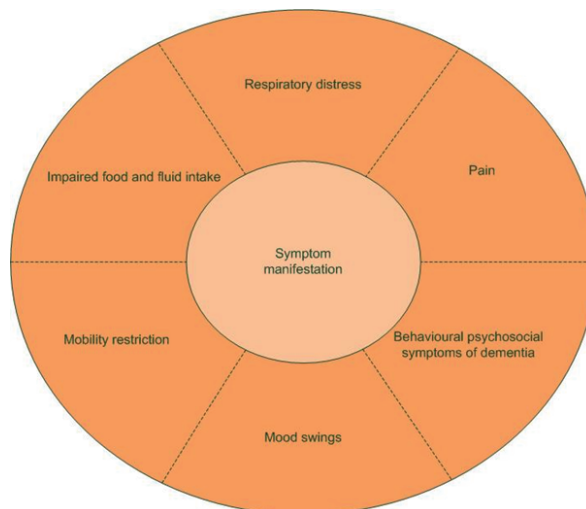 Respiratory distress
Impaired food and fluid intake
Pain
Symptom
manifestation
Mobility restriction
Behavioural psychosocial
symptoms of dementia
Mood swings